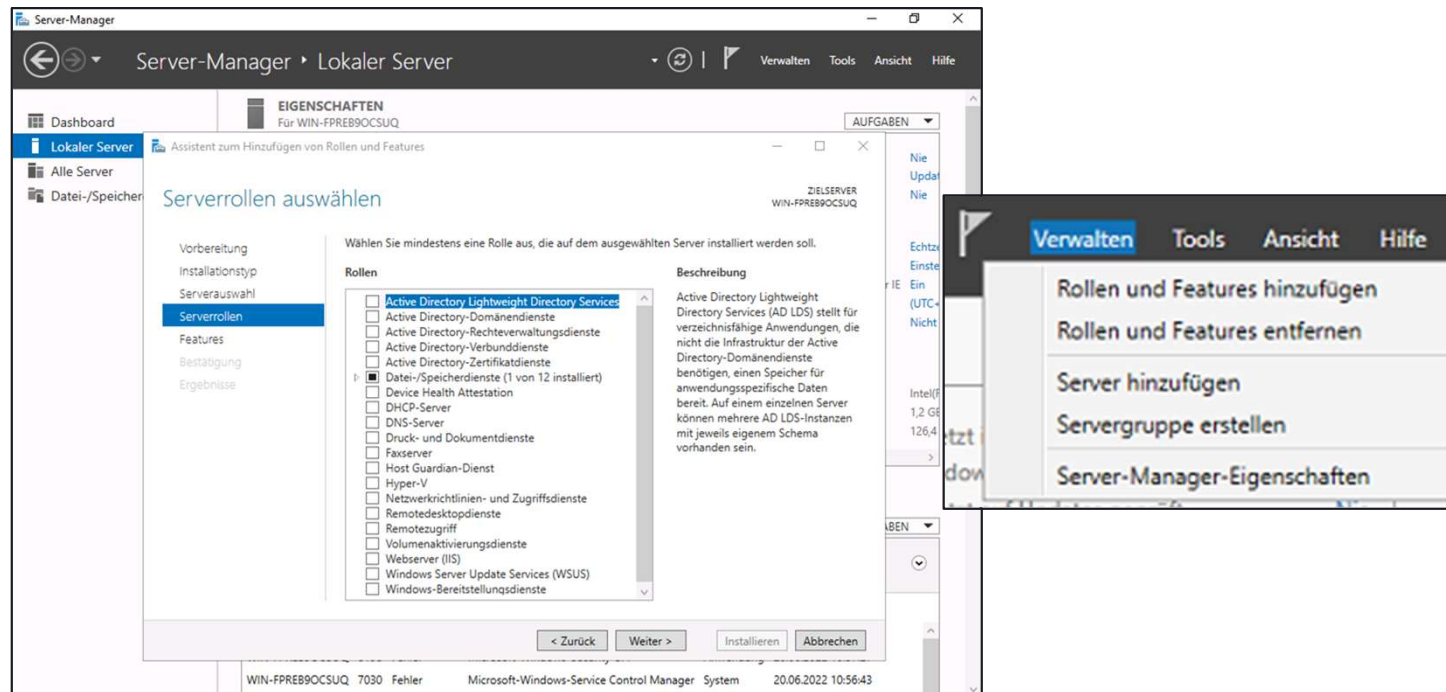 Server-Manager
Server-Manager • Lokaler Server
Verwalten Tools Ansicht Hilfe
Dashboard
Lokaler Server
Alle Server
Datei-/Speicher
EIGENSCHAFTEN
Für WIN-FPREB9OCSUQ
AUFGABEN
Nie
Updat
Nie
Echtze
Einste
r IE Ein
(UTC+
Nicht
Intel(R
1,2 GE
126,4
ABEN
Assistent zum Hinzufügen von Rollen und Features
Serverrollen auswählen
ZIELSERVER
WIN-FPREB9OCSUQ
Vorbereitung
Installationstyp
Serverauswahl
Serverrollen
Features
Bestätigung
Ergebnisse
Wählen Sie mindestens eine Rolle aus, die auf dem ausgewählten Server installiert werden soll.
Rollen
Active Directory Lightweight Directory Services
Active Directory-Domänendienste
Active Directory-Rechteverwaltungsdienste
Active Directory-Verbunddienste
Active Directory-Zertifikatdienste
Datei-/Speicherdienste (1 von 12 installiert)
Device Health Attestation
DHCP-Server
DNS-Server
Druck- und Dokumentdienste
Faxserver
Host Guardian-Dienst
Hyper-V
Netzwerkrichtlinien- und Zugriffsdienste
Remotedesktopdienste
Remotezugriff
Volumenaktivierungsdienste
Webserver (IIS)
Windows Server Update Services (WSUS)
Windows-Bereitstellungsdienste
Beschreibung
Active Directory Lightweight
Directory Services (AD LDS) stellt für
verzeichnisfähige Anwendungen, die
nicht die Infrastruktur der Active
Directory-Domänendienste
benötigen, einen Speicher für
anwendungsspezifische Daten
bereit. Auf einem einzelnen Server
können mehrere AD LDS-Instanzen
mit jeweils eigenem Schema
vorhanden sein.
< Zurück Weiter > Installieren Abbrechen
WIN-FPREB9OCSUQ 7030 Fehler Microsoft-Windows-Service Control Manager System 20.06.2022 10:56:43
Verwalten Tools Ansicht Hilfe
Rollen und Features hinzufügen
Rollen und Features entfernen
Server hinzufügen
Servergruppe erstellen
Server-Manager-Eigenschaften